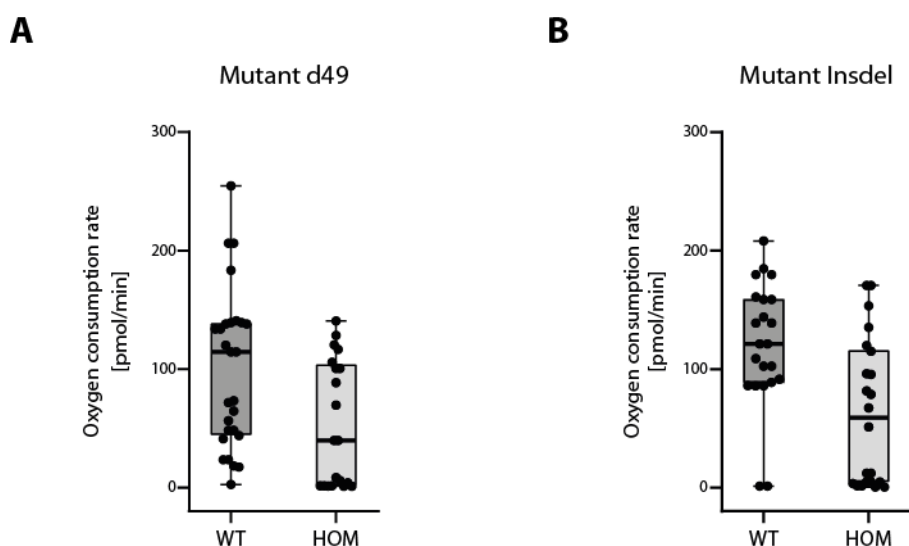 A
Mutant d49
Oxygen consumption rate
[pmol/min]
300
200
100
0
WT
HOM
B
Mutant Insdel
Oxygen consumption rate
[pmol/min]
300
200
100
0
WT
HOM